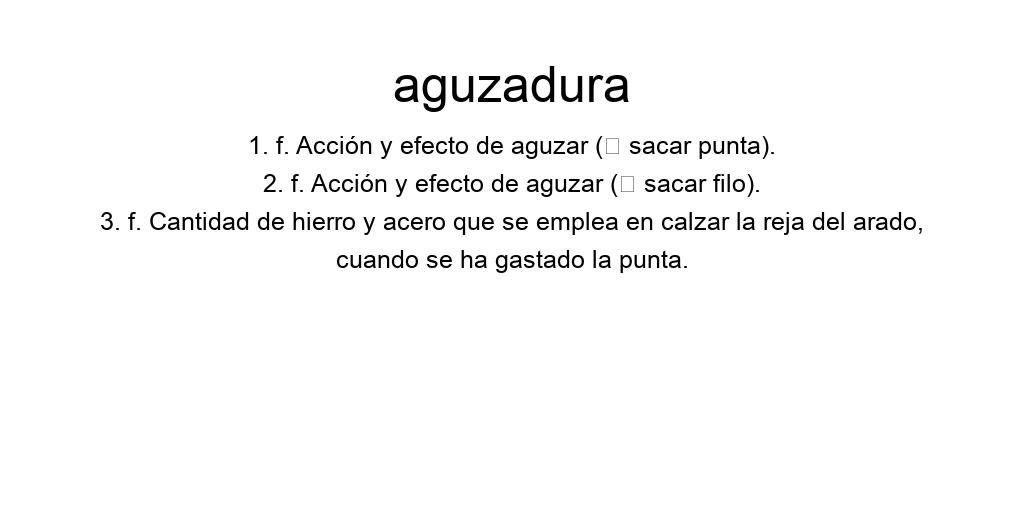 aguzadura
1. f. Acción y efecto de aguzar (□ sacar punta).
2. f. Acción y efecto de aguzar (□ sacar filo).
3. f. Cantidad de hierro y acero que se emplea en calzar la reja del arado,
cuando se ha gastado la punta.